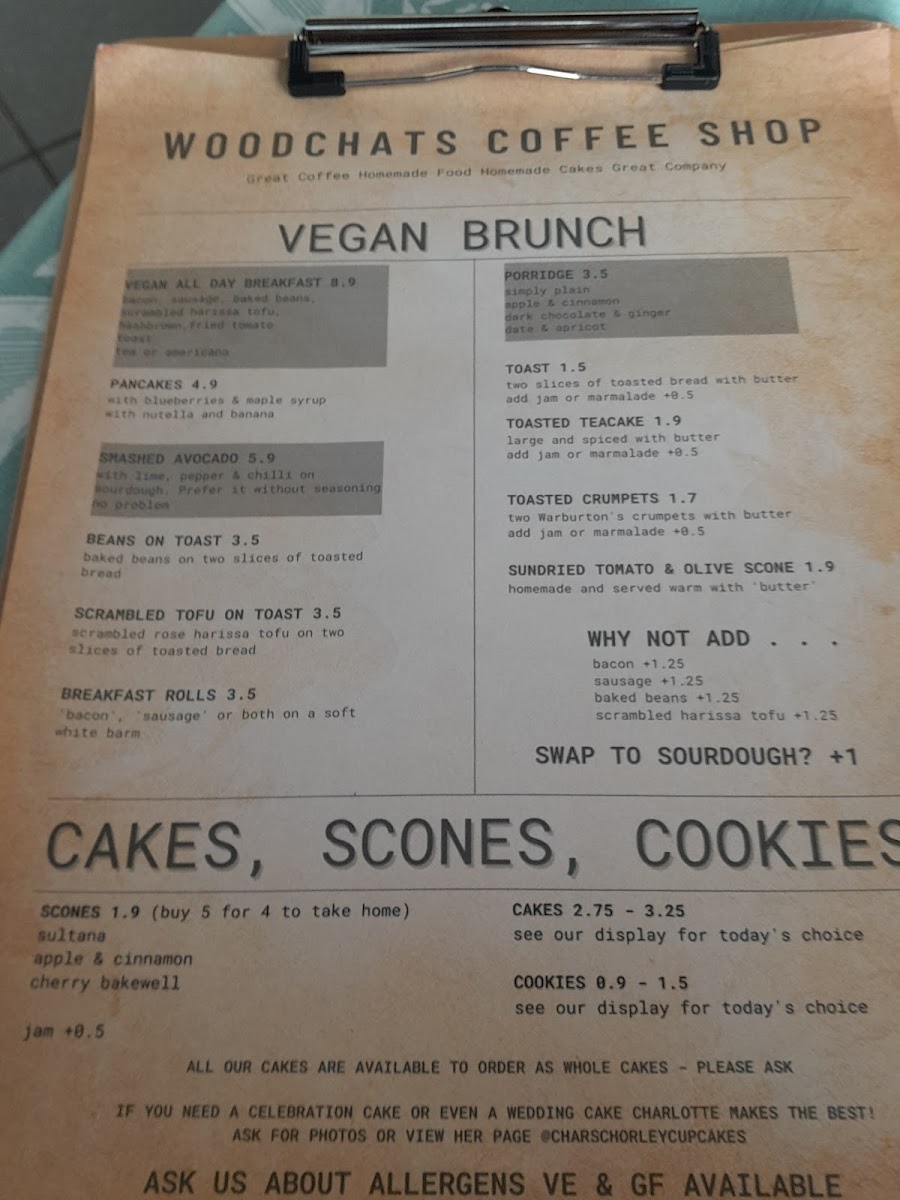 WOODCHATS COFFEE SHOP
Great Coffee Homemade Food Homemade Cakes Great Company
VEGAN BRUNCH
VEGAN ALL DAY BREAKFAST 8.9
bacon, sausage, baked beans,
scrambled harissa tofu,
hashbrown, fried tomato
toast
tea or americano
PANCAKES 4.9
with blueberries & maple syrup
with nutella and banana
SMASHED AVOCADO 5.9
with lime, pepper & chilli on
sourdough. Prefer it without seasoning
no problem
BEANS ON TOAST 3.5
baked beans on two slices of toasted
bread
SCRAMBLED TOFU ON TOAST 3.5
scrambled rose harissa tofu on two
slices of toasted bread
BREAKFAST ROLLS 3.5
'bacon', 'sausage' or both on a soft
white barm
PORRIDGE 3.5
simply plain
apple & cinnamon
dark chocolate & ginger
date & apricot
TOAST 1.5
two slices of toasted bread with butter
add jam or marmalade +0.5
TOASTED TEACAKE 1.9
large and spiced with butter
add jam or marmalade +0.5
TOASTED CRUMPETS 1.7
two Warburton's crumpets with butter
add jam or marmalade +0.5
SUNDRIED TOMATO & OLIVE SCONE 1.9
homemade and served warm with 'butter'
WHY NOT ADD . . .
bacon +1.25
sausage +1.25
baked beans +1.25
scrambled harissa tofu +1.25
SWAP TO SOURDOUGH? +1
CAKES, SCONES, COOKIES
SCONES 1.9 (buy 5 for 4 to take home)
sultana
apple & cinnamon
cherry bakewell
jam +0.5
CAKES 2.75 - 3.25
see our display for today's choice
COOKIES 0.9 - 1.5
see our display for today's choice
ALL OUR CAKES ARE AVAILABLE TO ORDER AS WHOLE CAKES - PLEASE ASK
IF YOU NEED A CELEBRATION CAKE OR EVEN A WEDDING CAKE CHARLOTTE MAKES THE BEST!
ASK FOR PHOTOS OR VIEW HER PAGE @CHARSCHORLEYCUPCAKES
ASK US ABOUT ALLERGENS VE & GF AVAILABLE